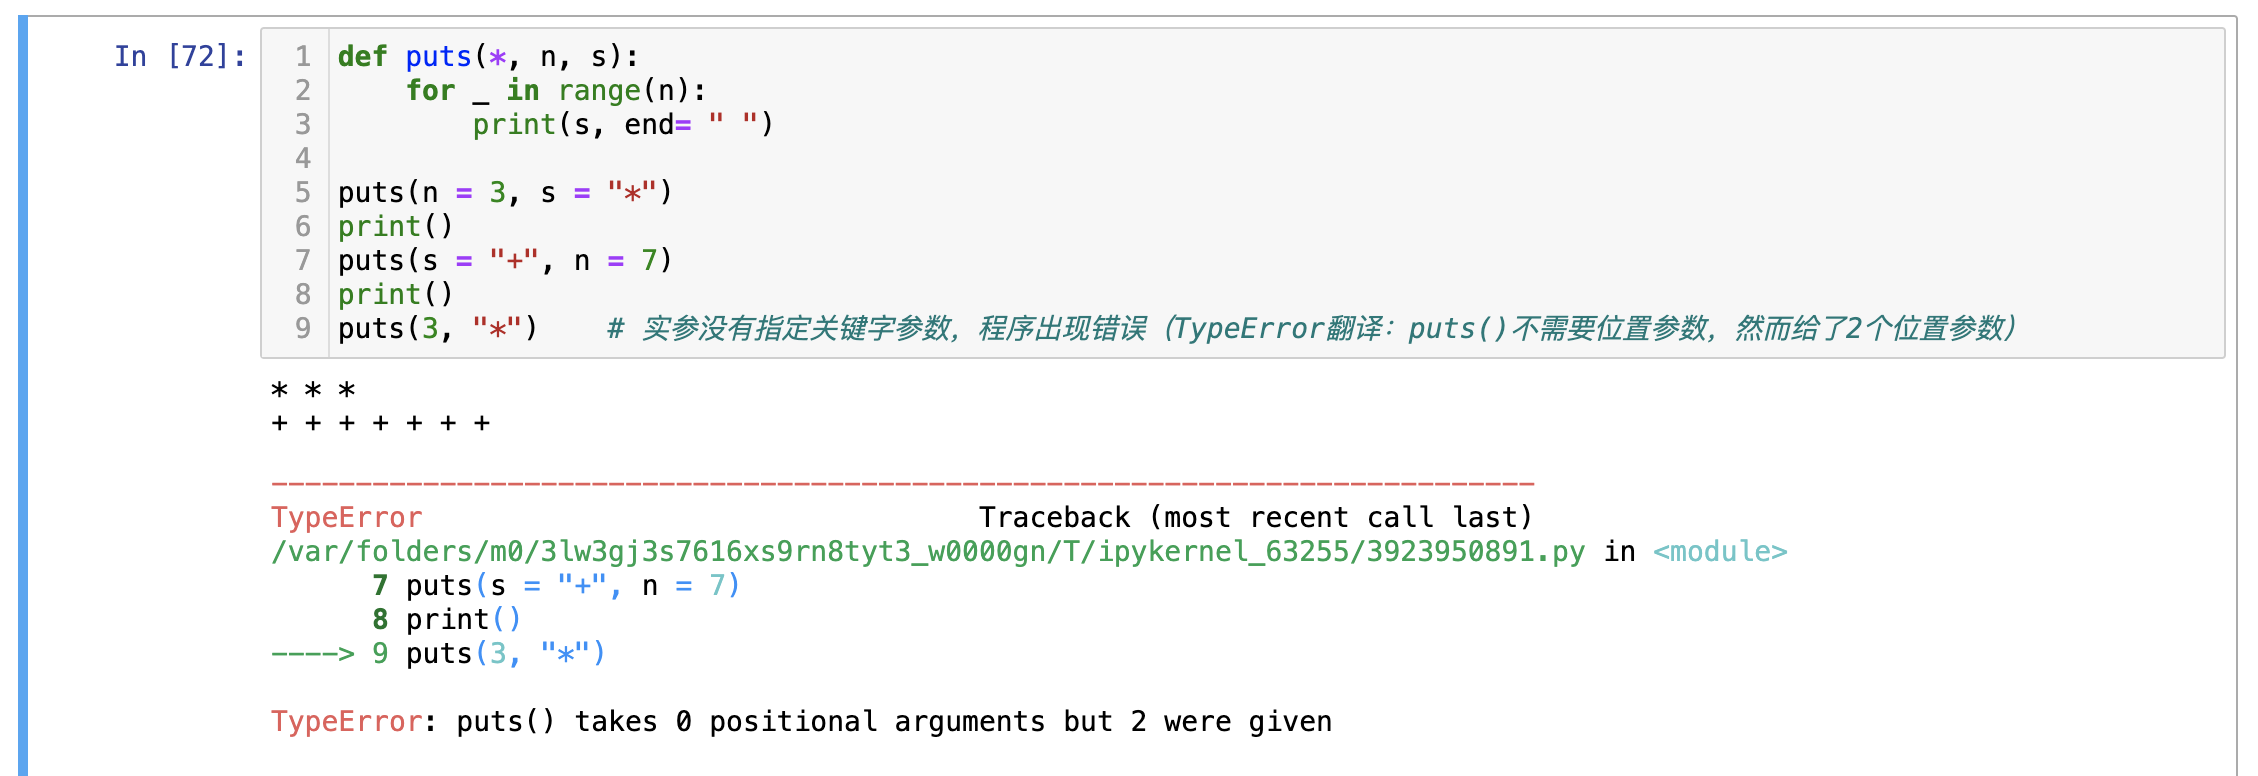 In [72]:
1 def puts(*, n, s):
2     for _ in range(n):
3         print(s, end= " ")
4
5 puts(n = 3, s = "*")
6 print()
7 puts(s = "+", n = 7)
8 print()
9 puts(3, "*")    # 实参没有指定关键字参数，程序出现错误（TypeError翻译：puts()不需要位置参数，然而给了2个位置参数）
* * *
+ + + + + + +
---------------------------------------------------------------------------
TypeError                                 Traceback (most recent call last)
/var/folders/m0/3lw3gj3s7616xs9rn8tyt3_w0000gn/T/ipykernel_63255/3923950891.py in <module>
      7 puts(s = "+", n = 7)
      8 print()
----> 9 puts(3, "*")
TypeError: puts() takes 0 positional arguments but 2 were given